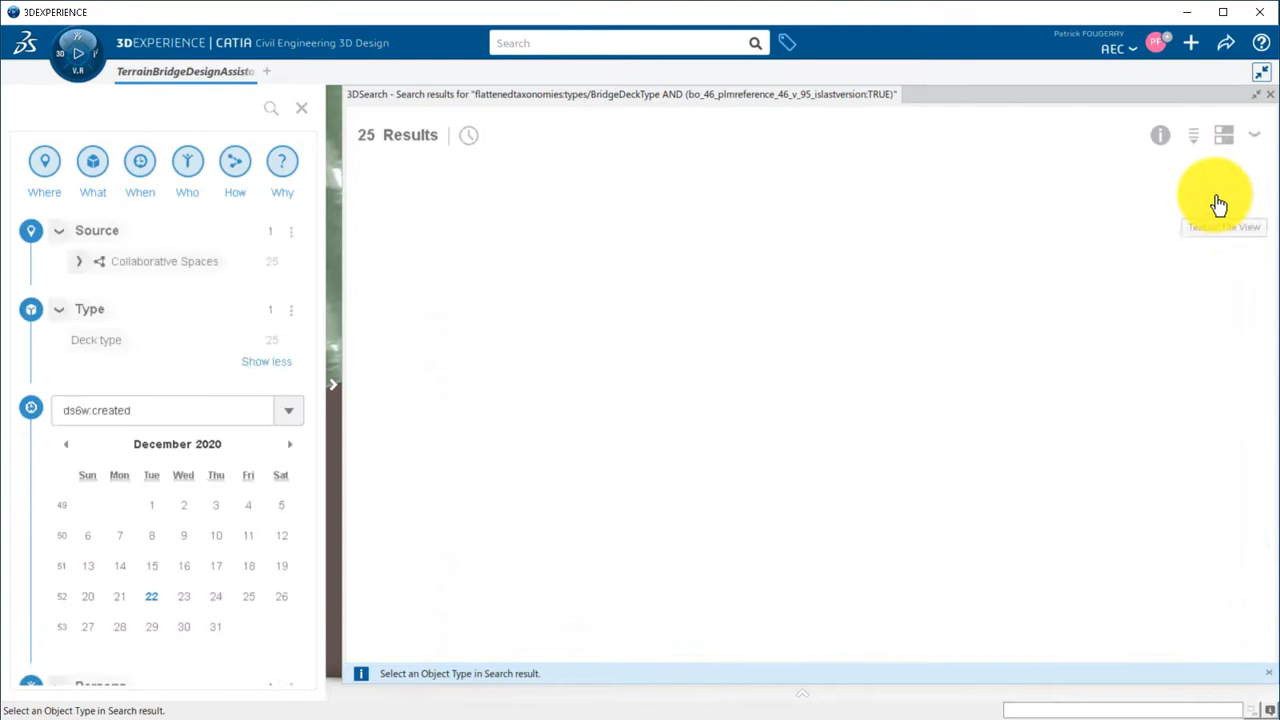 3DEXPERIENCE
3DEXPERIENCE | CATIA Civil Engineering 3D Design
Search
Patrick FOUGERRY
AEC
PF
3D
V.R
TerrainBridgeDesignAssista
+
3DSearch - Search results for "flattenedtaxonomies:types/BridgeDeckType AND (bo_46_plmreference_46_v_95_islastversion:TRUE)"
25 Results
Where What When Who How Why
Source 1
Collaborative Spaces 25
Type 1
Deck type 25
Show less
ds6w:created
December 2020
Sun Mon Tue Wed Thu Fri Sat
49 1 2 3 4 5
50 6 7 8 9 10 11 12
51 13 14 15 16 17 18 19
52 20 21 22 23 24 25 26
53 27 28 29 30 31
Select an Object Type in Search result.
Select an Object Type in Search result.